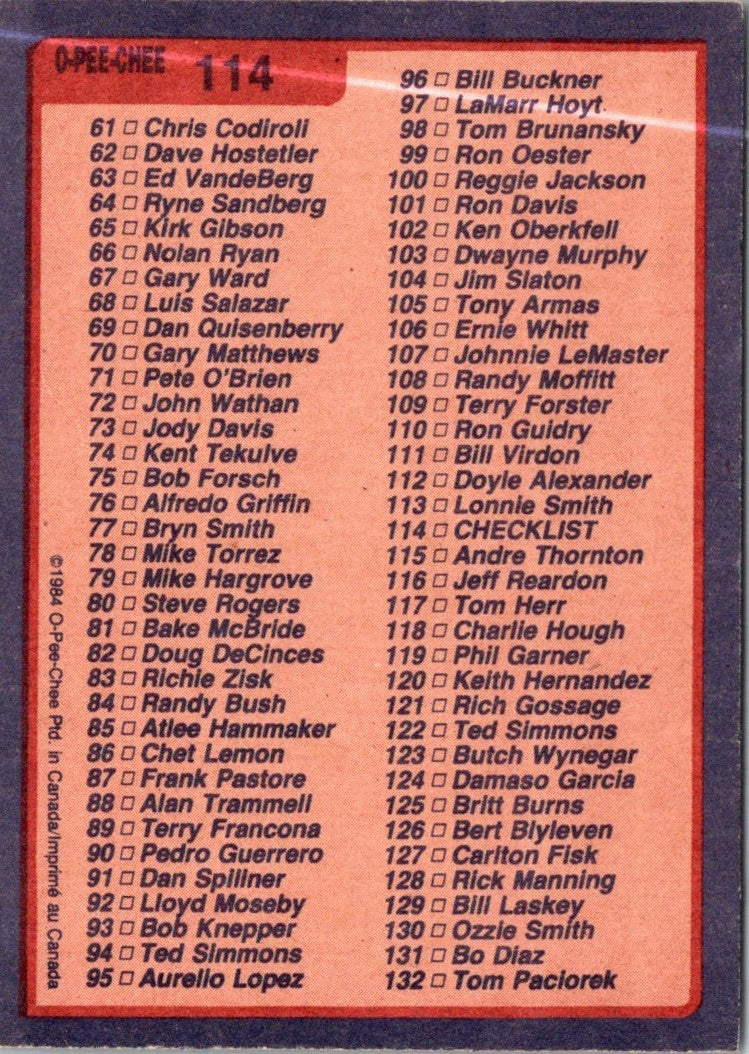 O-PEE-CHEE 114
61 □ Chris Codiroli
62 □ Dave Hostetler
63 □ Ed VandeBerg
64 □ Ryne Sandberg
65 □ Kirk Gibson
66 □ Nolan Ryan
67 □ Gary Ward
68 □ Luis Salazar
69 □ Dan Quisenberry
70 □ Gary Matthews
71 □ Pete O'Brien
72 □ John Wathan
73 □ Jody Davis
74 □ Kent Tekulve
75 □ Bob Forsch
76 □ Alfredo Griffin
77 □ Bryn Smith
78 □ Mike Torrez
79 □ Mike Hargrove
80 □ Steve Rogers
81 □ Bake McBride
82 □ Doug DeCinces
83 □ Richie Zisk
84 □ Randy Bush
85 □ Atlee Hammaker
86 □ Chet Lemon
87 □ Frank Pastore
88 □ Alan Trammell
89 □ Terry Francona
90 □ Pedro Guerrero
91 □ Dan Spillner
92 □ Lloyd Moseby
93 □ Bob Knepper
94 □ Ted Simmons
95 □ Aurelio Lopez
96 □ Bill Buckner
97 □ LaMarr Hoyt
98 □ Tom Brunansky
99 □ Ron Oester
100 □ Reggie Jackson
101 □ Ron Davis
102 □ Ken Oberkfell
103 □ Dwayne Murphy
104 □ Jim Slaton
105 □ Tony Armas
106 □ Ernie Whitt
107 □ Johnnie LeMaster
108 □ Randy Moffitt
109 □ Terry Forster
110 □ Ron Guidry
111 □ Bill Virdon
112 □ Doyle Alexander
113 □ Lonnie Smith
114 □ CHECKLIST
115 □ Andre Thornton
116 □ Jeff Reardon
117 □ Tom Herr
118 □ Charlie Hough
119 □ Phil Garner
120 □ Keith Hernandez
121 □ Rich Gossage
122 □ Ted Simmons
123 □ Butch Wynegar
124 □ Damaso Garcia
125 □ Britt Burns
126 □ Bert Blyleven
127 □ Carlton Fisk
128 □ Rick Manning
129 □ Bill Laskey
130 □ Ozzie Smith
131 □ Bo Diaz
132 □ Tom Paciorek
©1984 O-Pee-Chee Ptd. in Canada/Imprimé au Canada